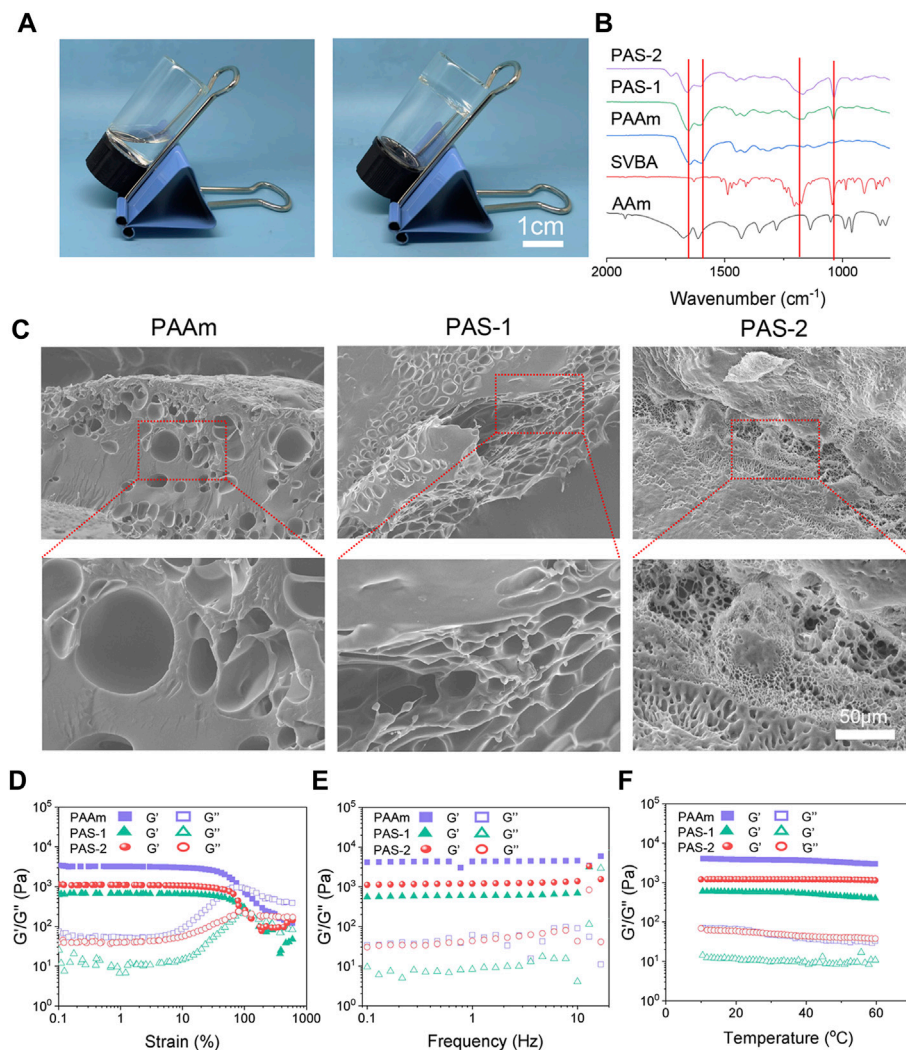 A
1cm
B
PAS-2
PAS-1
PAAm
SVBA
AAm
2000 1500 1000
Wavenumber (cm⁻¹)
C
PAAm PAS-1 PAS-2
50μm
D
G'/G'' (Pa)
10⁵
10⁴
10³
10²
10¹
10⁰
PAAm G' G''
PAS-1 G' G''
PAS-2 G' G''
0.1 1 10 100 1000
Strain (%)
E
G'/G'' (Pa)
10⁵
10⁴
10³
10²
10¹
10⁰
PAAm G' G''
PAS-1 G' G''
PAS-2 G' G''
0.1 1 10
Frequency (Hz)
F
G'/G'' (Pa)
10⁵
10⁴
10³
10²
10¹
10⁰
PAAm G' G''
PAS-1 G' G''
PAS-2 G' G''
0 20 40 60
Temperature (°C)